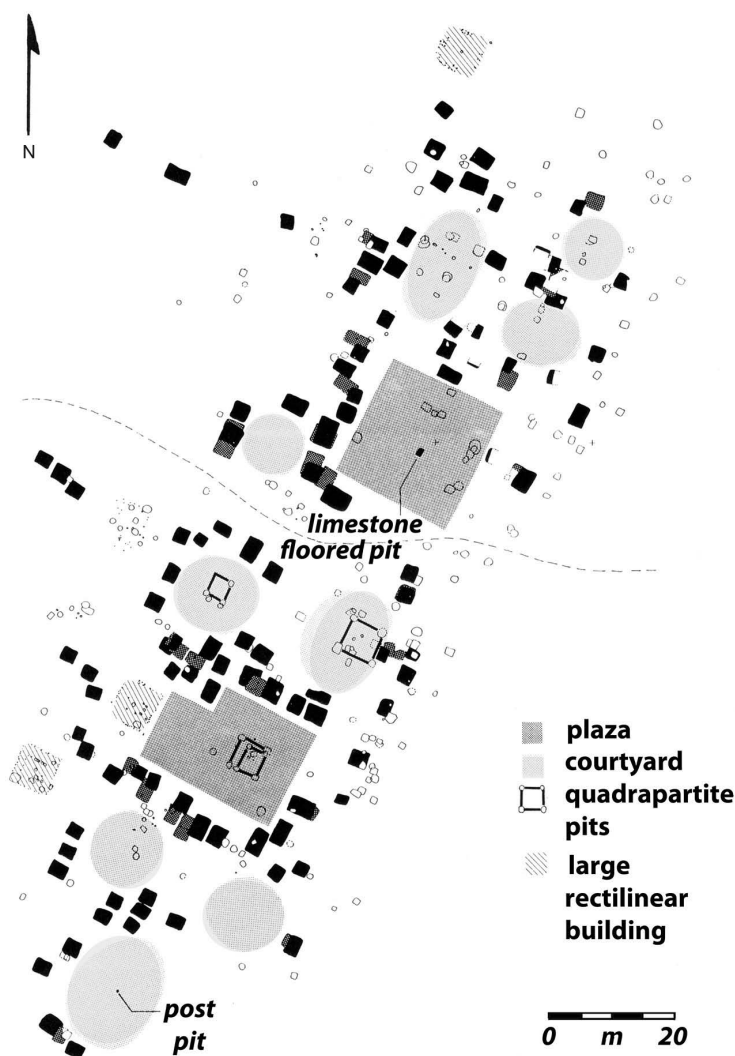 N
limestone
floored pit
plaza
courtyard
quadrapartite
pits
large
rectilinear
building
post
pit
0 m 20